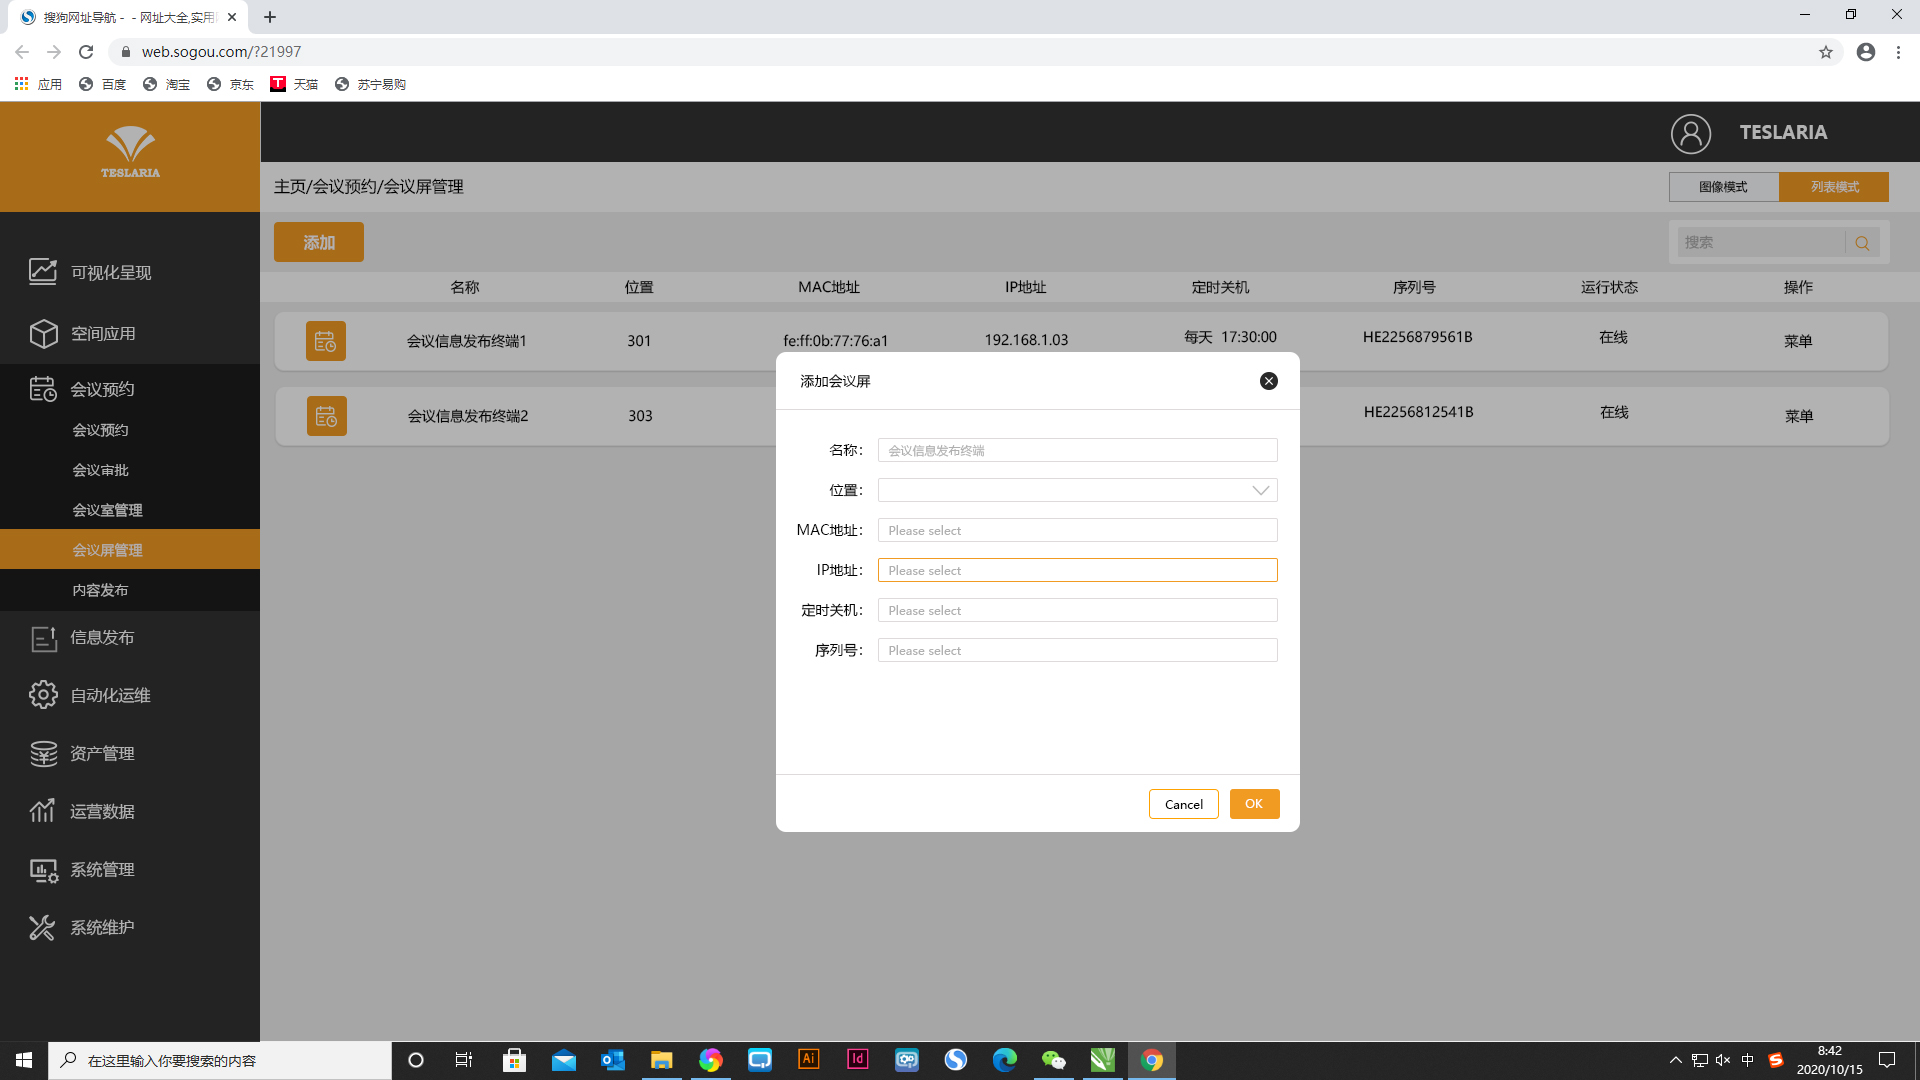 搜狗网址导航 - - 网址大全,实用
web.sogou.com/?21997
应用 百度 淘宝 京东 T 天猫 苏宁易购
TESLARIA
TESLARIA
主页/会议预约/会议屏管理
图像模式 列表模式
添加
搜索
名称 位置 MAC地址 IP地址 定时关机 序列号 运行状态 操作
会议信息发布终端1 301 fe:ff:0b:77:76:a1 192.168.1.03 每天 17:30:00 HE2256879561B 在线 菜单
会议信息发布终端2 303 HE2256812541B 在线 菜单
可视化呈现
空间应用
会议预约
会议预约
会议审批
会议室管理
会议屏管理
内容发布
信息发布
自动化运维
资产管理
运营数据
系统管理
系统维护
添加会议屏
名称: 会议信息发布终端
位置:
MAC地址: Please select
IP地址: Please select
定时关机: Please select
序列号: Please select
Cancel OK
在这里输入你要搜索的内容
Ai Id
中
8:42
2020/10/15